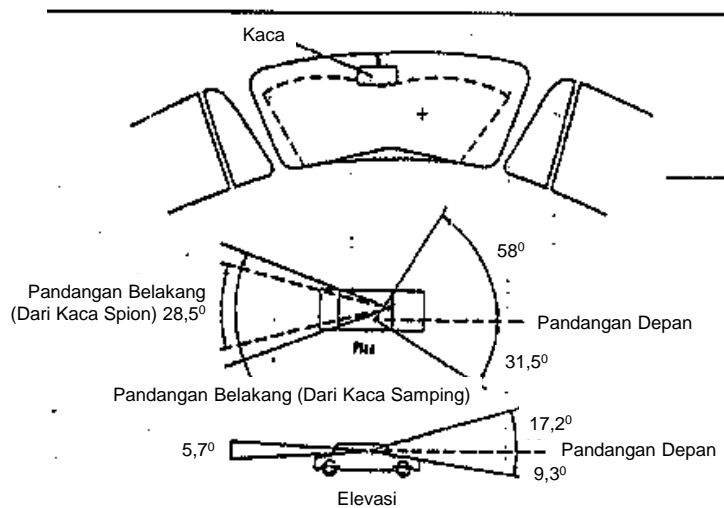 Kaca
58⁰
Pandangan Belakang
(Dari Kaca Spion) 28,5⁰
Pandangan Depan
Plan
31,5⁰
Pandangan Belakang (Dari Kaca Samping)
17,2⁰
5,7⁰
Pandangan Depan
9,3⁰
Elevasi